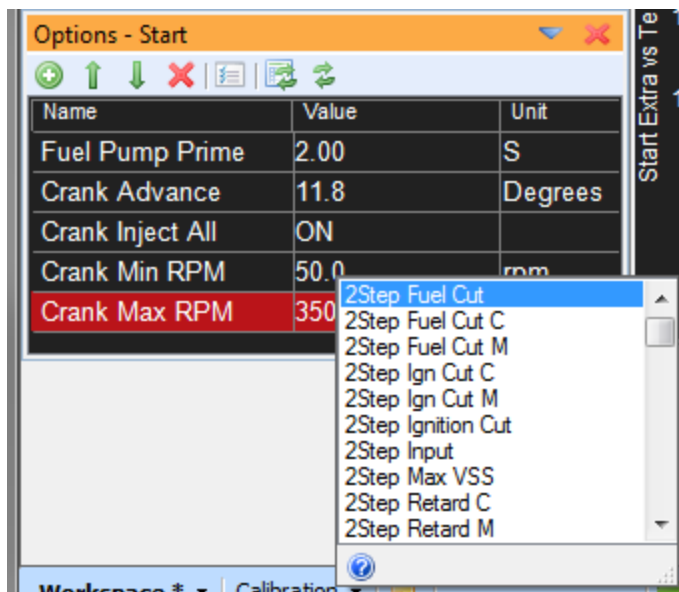 Options - Start
Name Value Unit
Fuel Pump Prime 2.00 S
Crank Advance 11.8 Degrees
Crank Inject All ON
Crank Min RPM 50.0 rpm
Crank Max RPM 350
2Step Fuel Cut
2Step Fuel Cut C
2Step Fuel Cut M
2Step Ign Cut C
2Step Ign Cut M
2Step Ignition Cut
2Step Input
2Step Max VSS
2Step Retard C
2Step Retard M
Start Extra vs Te
Workspace * Calibration